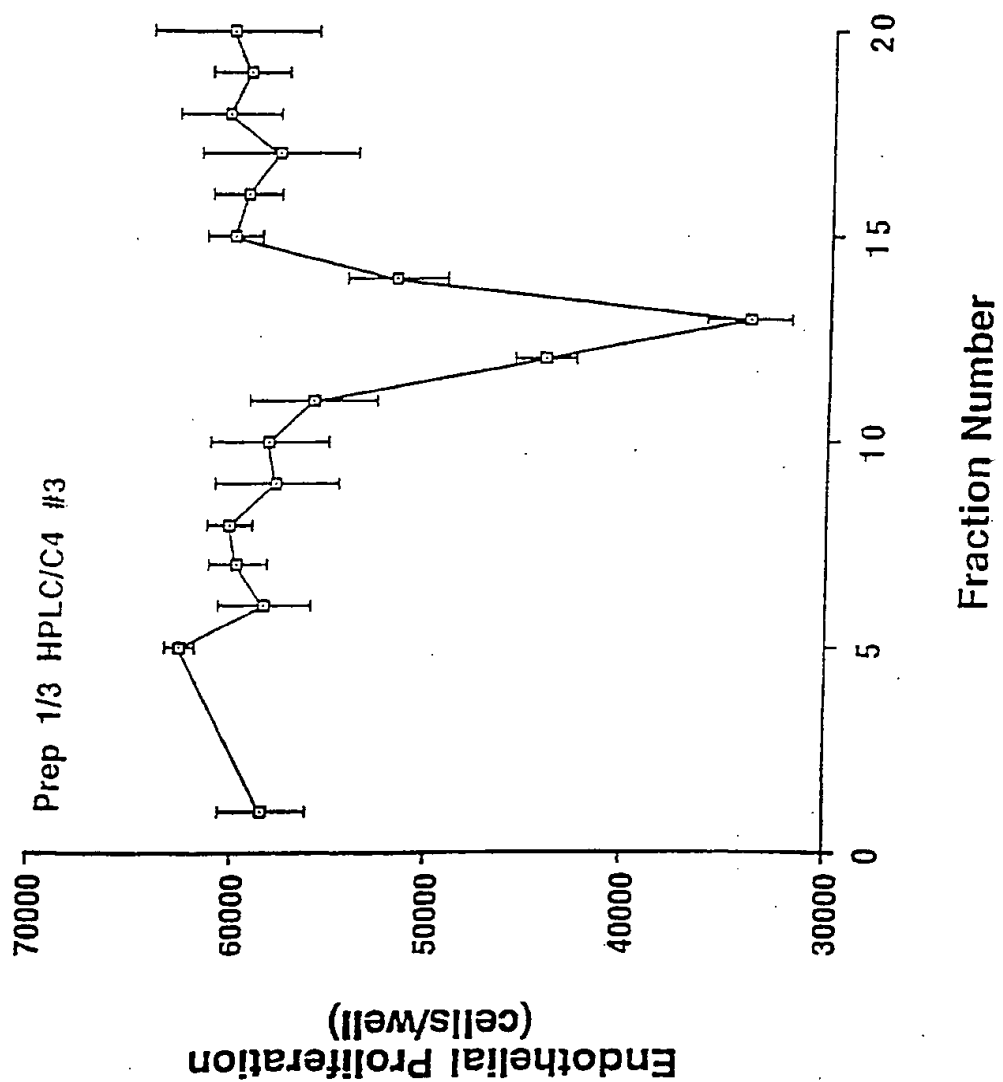 Prep 1/3 HPLC/C4 #3
Endothelial Proliferation
(cells/well)
70000
60000
50000
40000
30000
0
5
10
15
20
Fraction Number